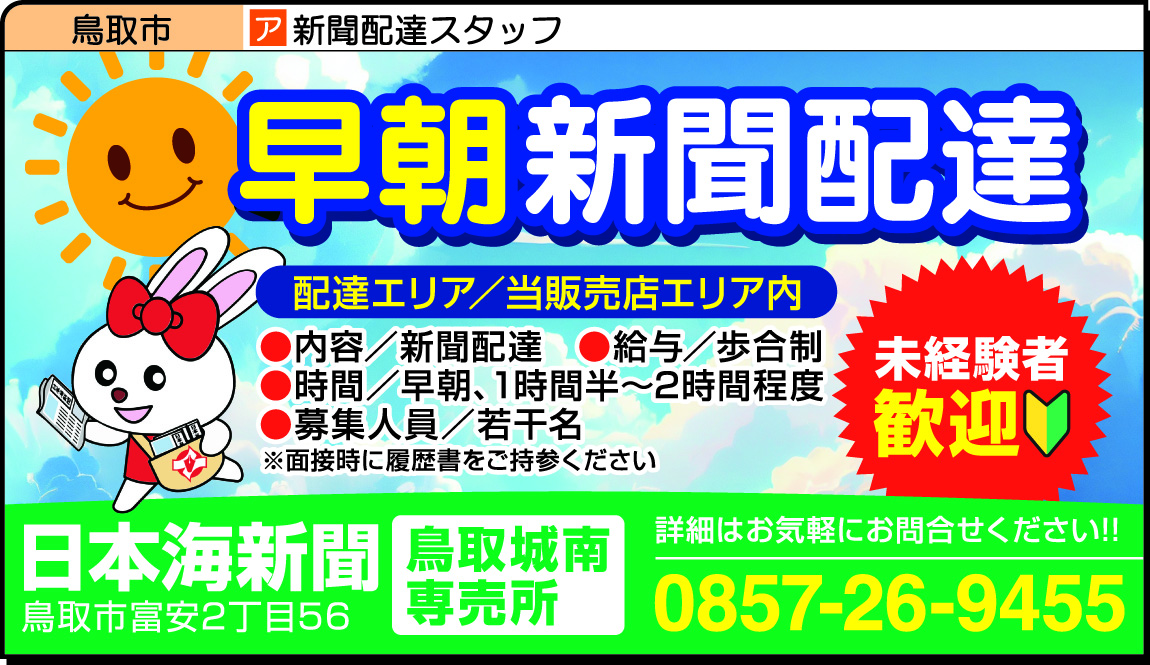 鳥取市
ア 新聞配達スタッフ
早朝新聞配達
配達エリア／当販売店エリア内
●内容／新聞配達 ●給与／歩合制
●時間／早朝、1時間半～2時間程度
●募集人員／若干名
※面接時に履歴書をご持参ください
未経験者
歓迎
日本海新聞
鳥取市富安2丁目56
鳥取城南
専売所
詳細はお気軽にお問合せください!!
0857-26-9455